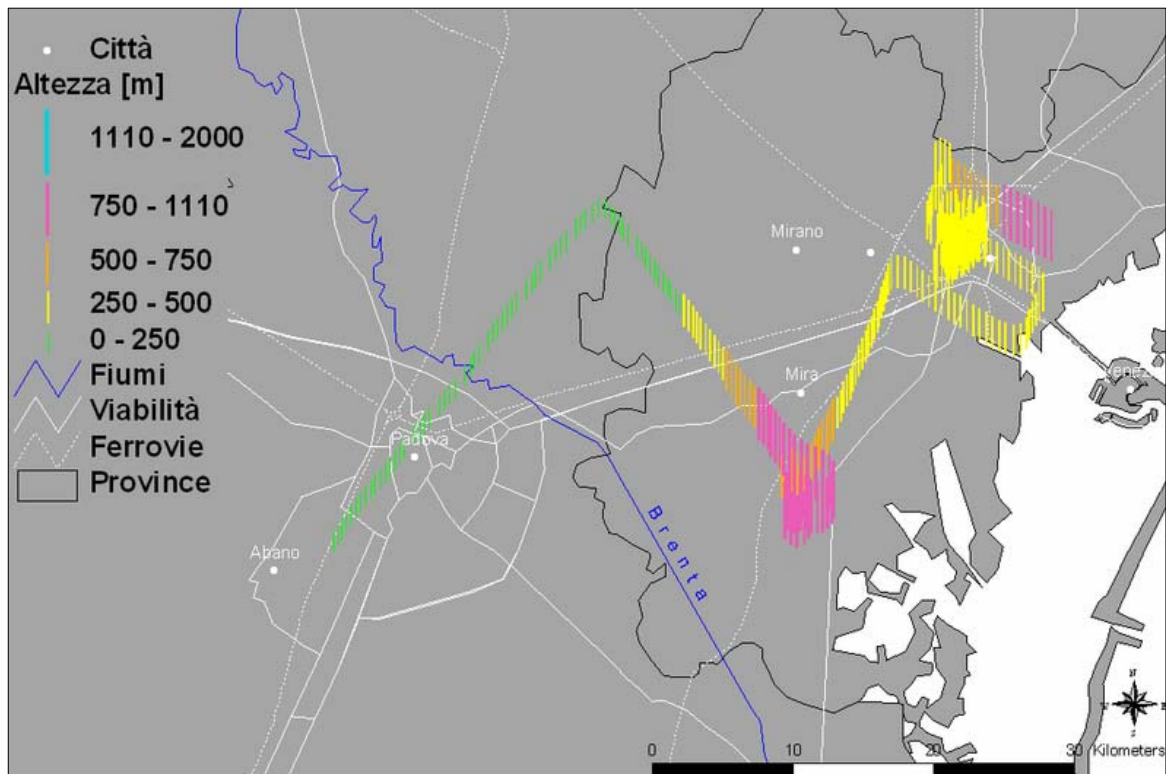 Città
Altezza [m]
1110 - 2000
750 - 1110
500 - 750
250 - 500
0 - 250
Fiumi
Viabilità
Ferrovie
Province
Mirano
Mira
Padova
Abano
Brenta
0 10 20 30 Kilometers